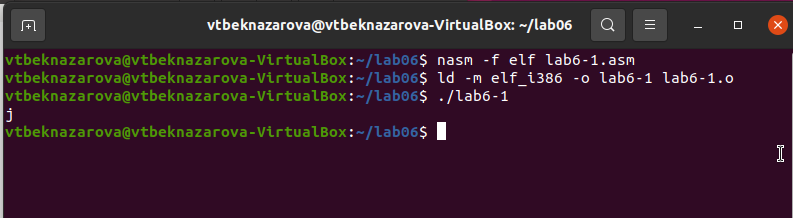 vtbeknazarova@vtbeknazarova-VirtualBox: ~/lab06
vtbeknazarova@vtbeknazarova-VirtualBox:~/lab06$ nasm -f elf lab6-1.asm
vtbeknazarova@vtbeknazarova-VirtualBox:~/lab06$ ld -m elf_i386 -o lab6-1 lab6-1.o
vtbeknazarova@vtbeknazarova-VirtualBox:~/lab06$ ./lab6-1
j
vtbeknazarova@vtbeknazarova-VirtualBox:~/lab06$